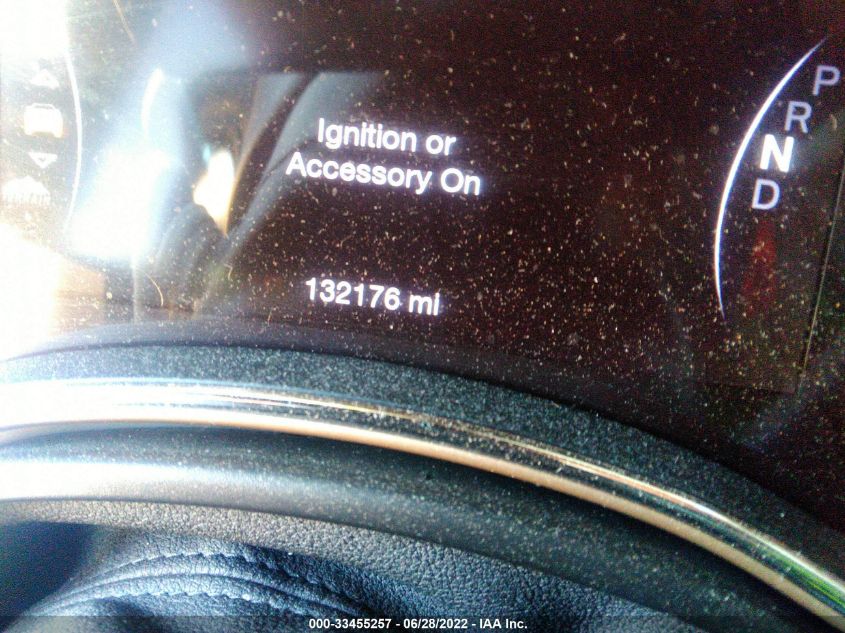 Ignition or
Accessory On
132176 mi
P
R
N
D
000-33455257 - 06/28/2022 - IAA Inc.